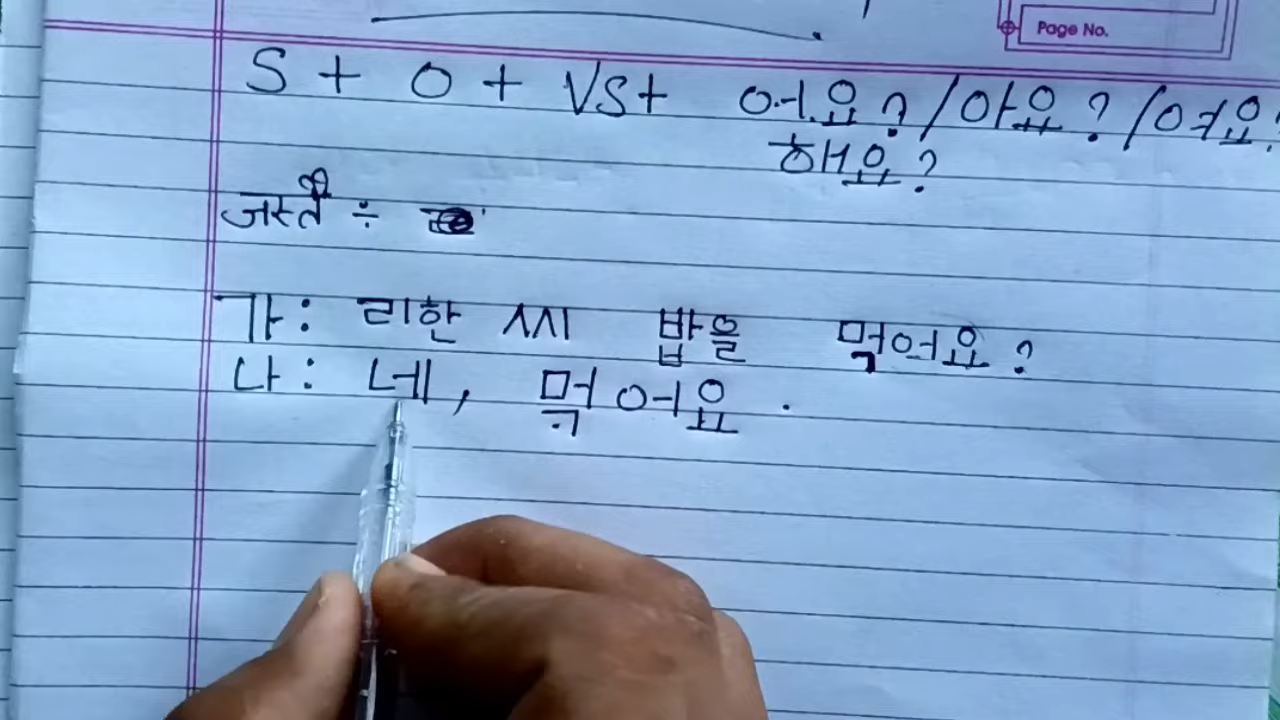 Page No.
S + O + VS + 어요? / 아요? / 여요?
해요?
जस्तै ÷
가: 리한 씨 밥을 먹어요?
나: 네, 먹어요.